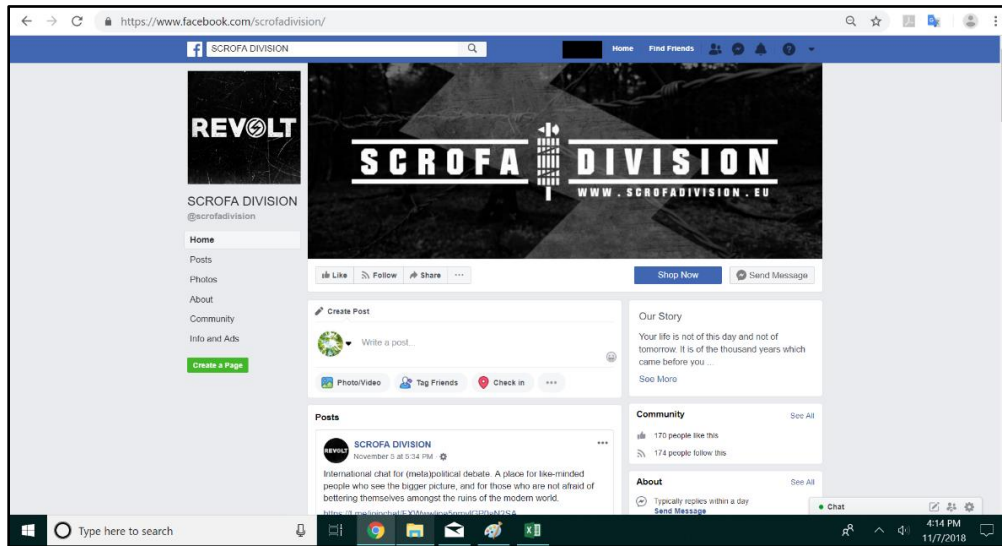 https://www.facebook.com/scrofadivision/
SCROFA DIVISION
Home Find Friends
REVOLT
SCROFA DIVISION
WWW.SCROFADIVISION.EU
SCROFA DIVISION
@scrofadivision
Home
Posts
Photos
About
Community
Info and Ads
Create a Page
Like Follow Share ...
Shop Now Send Message
Create Post
Write a post...
Photo/Video Tag Friends Check in ...
Posts
REVOLT
SCROFA DIVISION
November 5 at 5:34 PM
International chat for (meta)political debate. A place for like-minded
people who see the bigger picture, and for those who are not afraid of
bettering themselves amongst the ruins of the modern world.
Our Story
Your life is not of this day and not of
tomorrow. It is of the thousand years which
came before you ...
See More
Community See All
170 people like this
174 people follow this
About See All
Typically replies within a day
Send Message
Chat
Type here to search
4:14 PM
11/7/2018